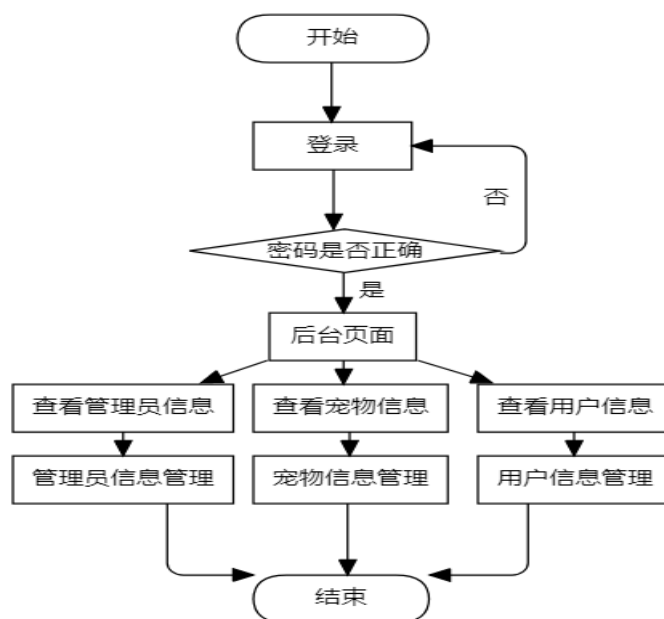 开始
登录
否
密码是否正确
是
后台页面
查看管理员信息
查看宠物信息
查看用户信息
管理员信息管理
宠物信息管理
用户信息管理
结束